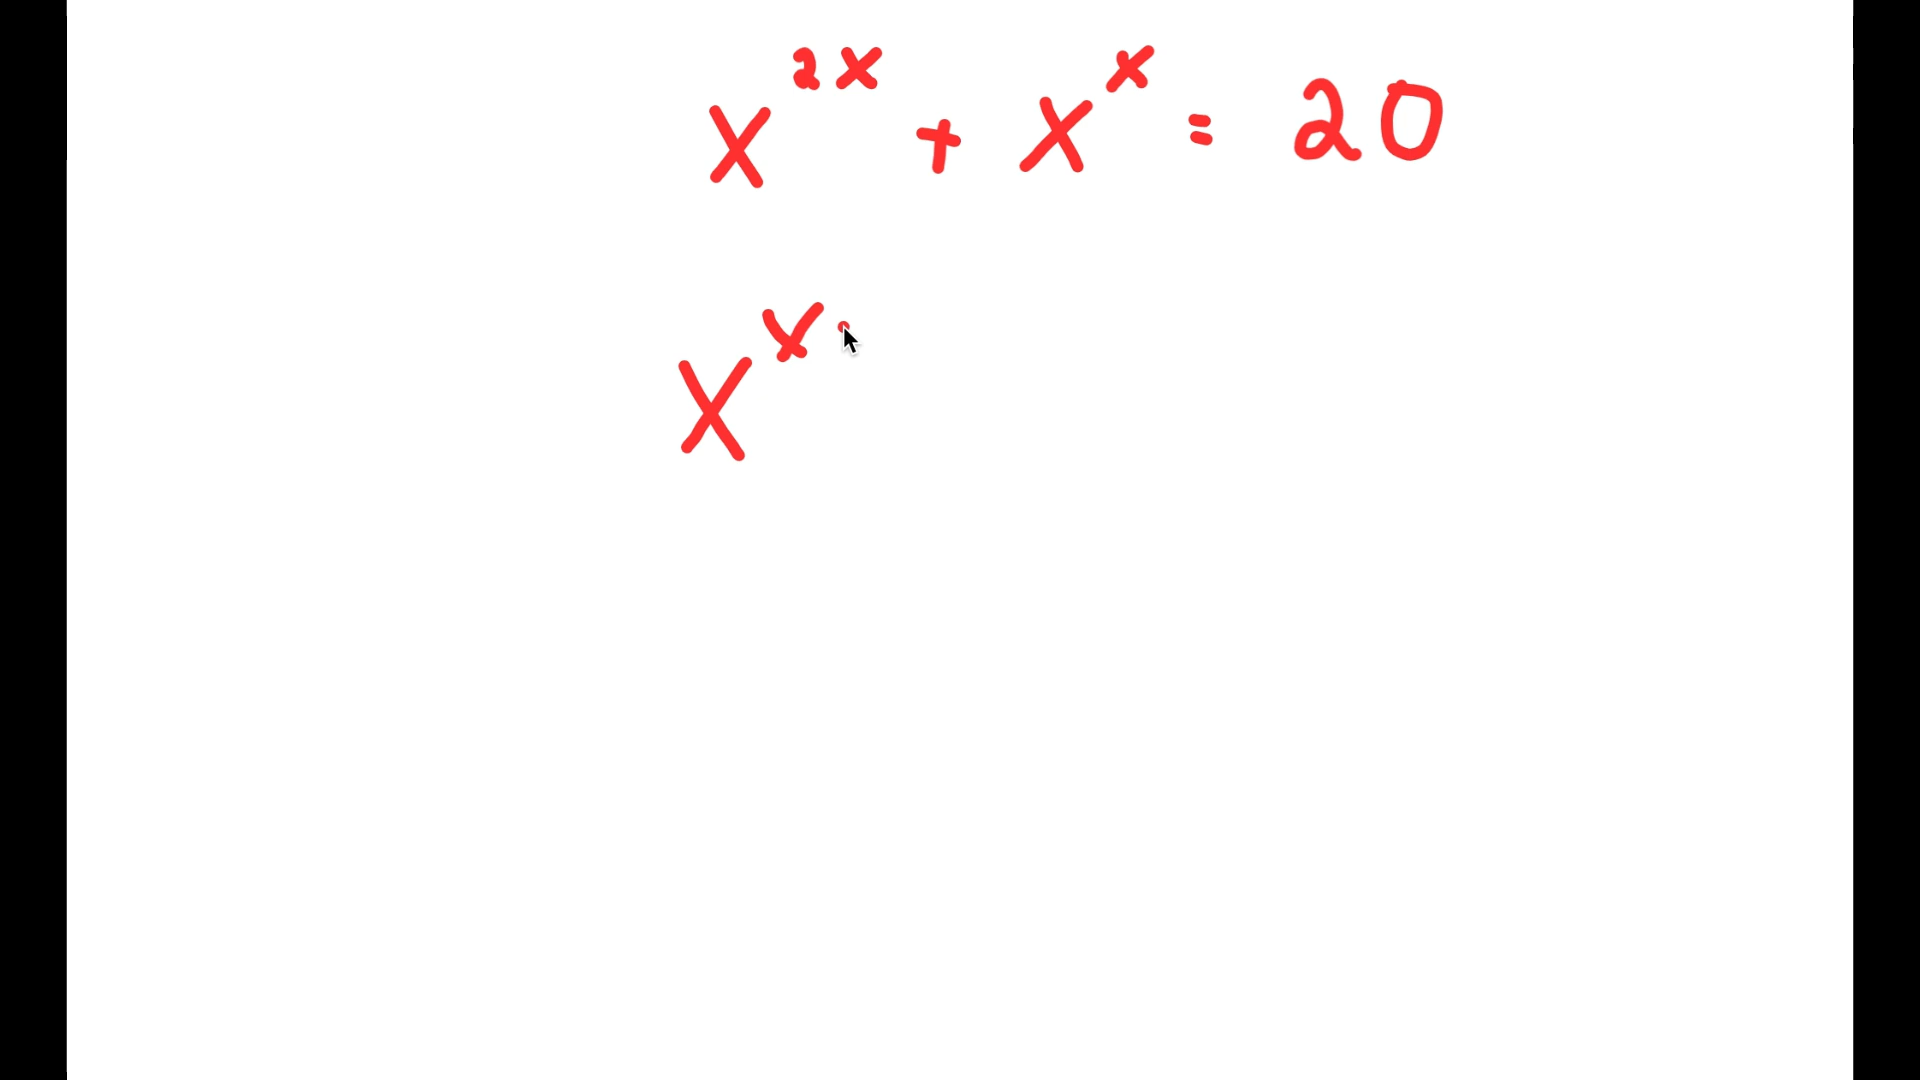 x^{2x} + x^x = 20
x^{x ·}